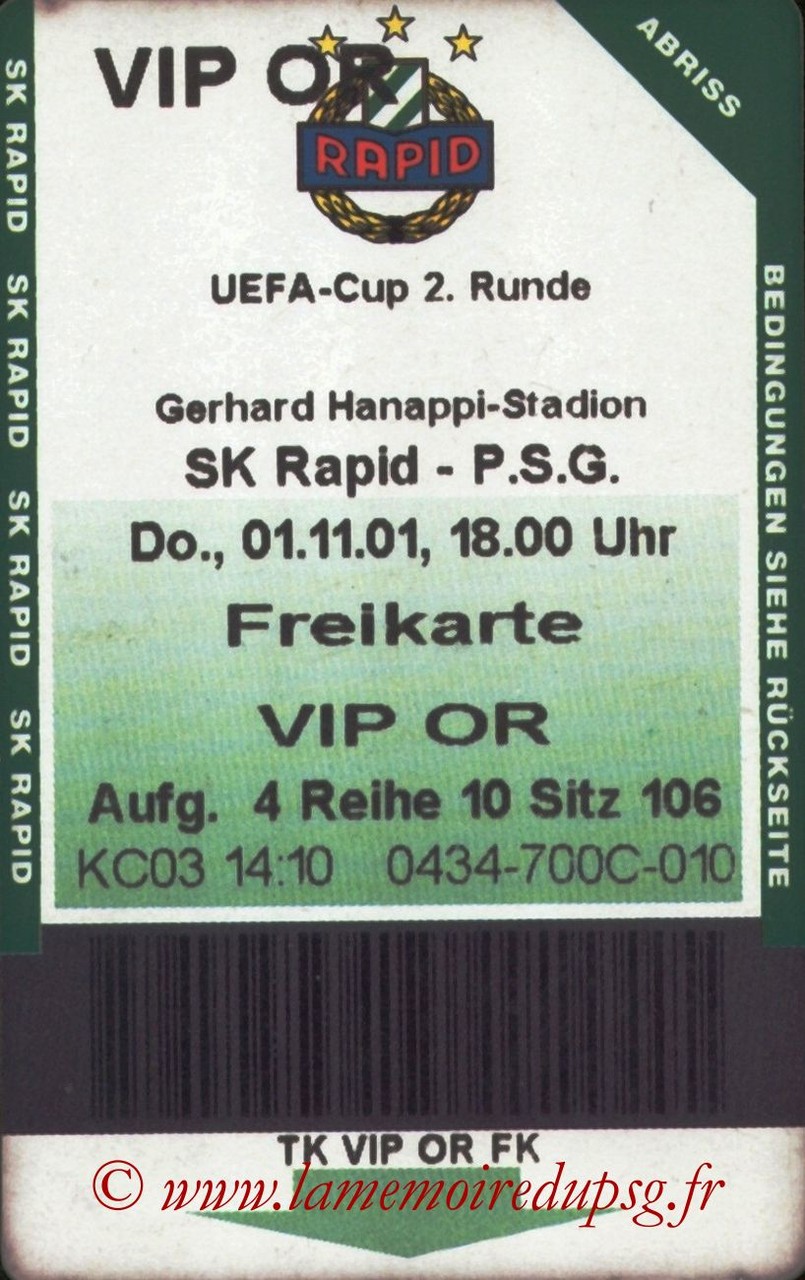 VIP OR
RAPID
ABRISS
SK RAPID SK RAPID SK RAPID SK RAPID
BEDINGUNGEN SIEHE RÜCKSEITE
UEFA-Cup 2. Runde
Gerhard Hanappi-Stadion
SK Rapid - P.S.G.
Do., 01.11.01, 18.00 Uhr
Freikarte
VIP OR
Aufg. 4 Reihe 10 Sitz 106
KC03 14:10 0434-700C-010
TK VIP OR FK
© www.lamemoiredupsg.fr